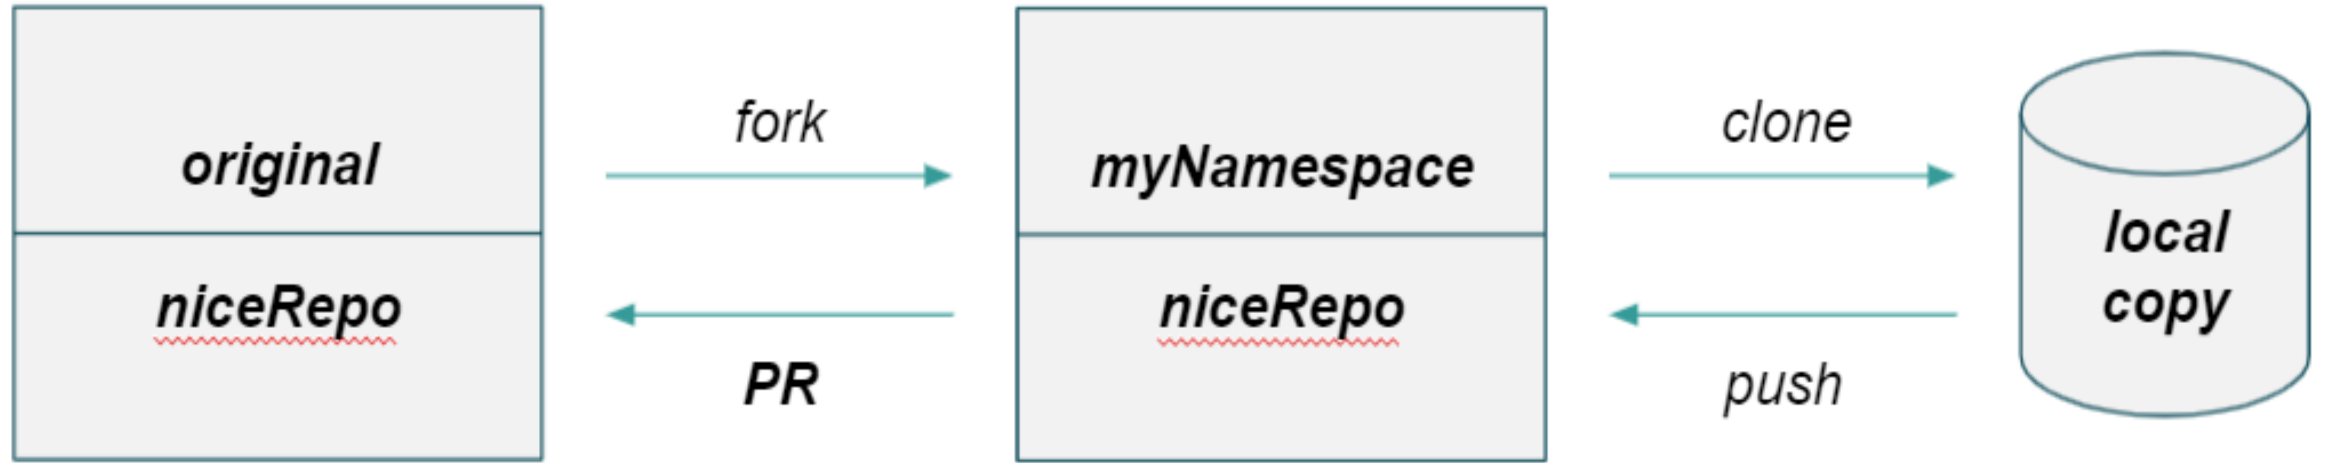 original
niceRepo
fork
PR
myNamespace
niceRepo
clone
push
local
copy